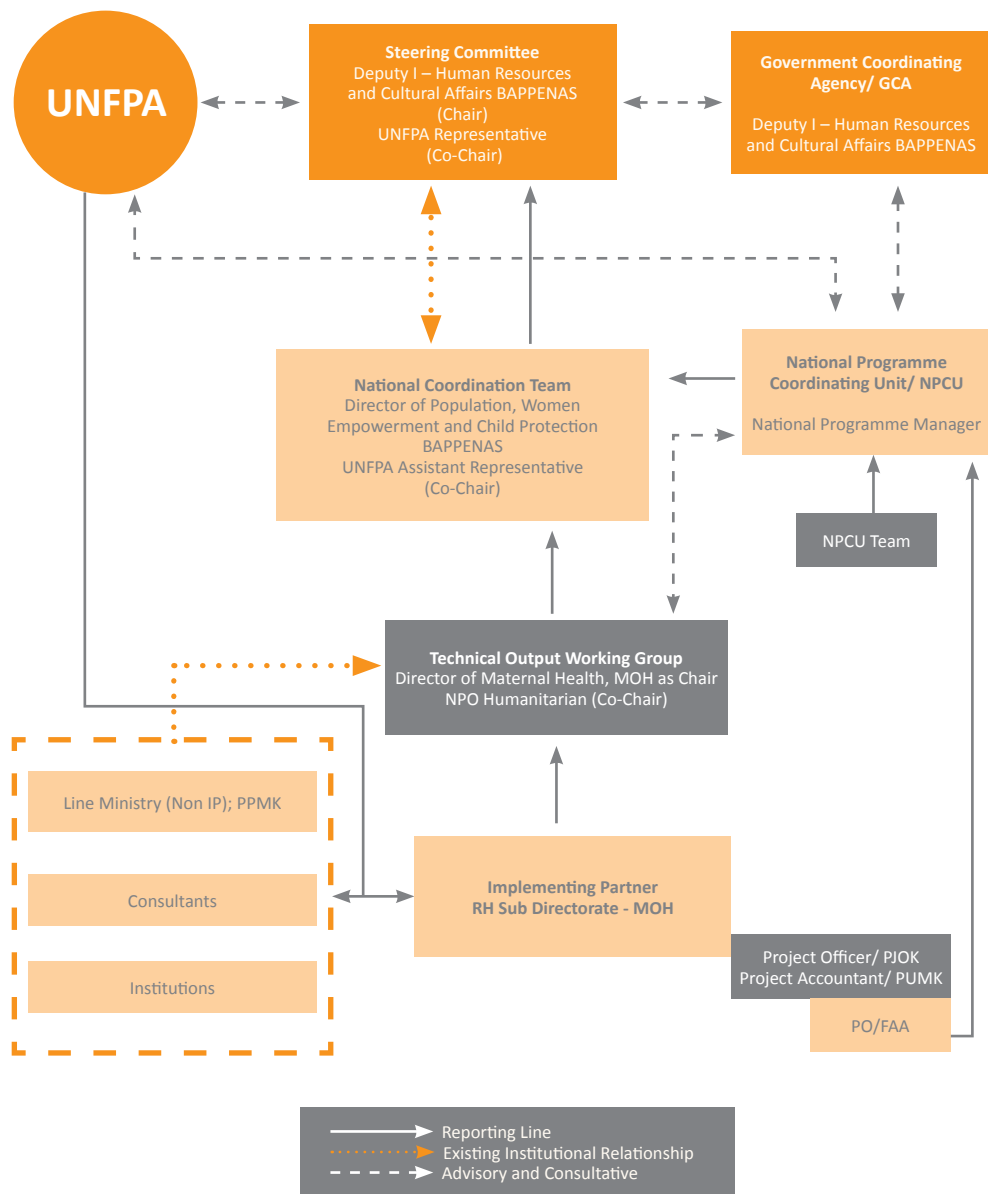 UNFPA
Steering Committee
Deputy I – Human Resources
and Cultural Affairs BAPPENAS
(Chair)
UNFPA Representative
(Co-Chair)
Government Coordinating
Agency/ GCA
Deputy I – Human Resources
and Cultural Affairs BAPPENAS
National Coordination Team
Director of Population, Women
Empowerment and Child Protection
BAPPENAS
UNFPA Assistant Representative
(Co-Chair)
National Programme
Coordinating Unit/ NPCU
National Programme Manager
NPCU Team
Technical Output Working Group
Director of Maternal Health, MOH as Chair
NPO Humanitarian (Co-Chair)
Line Ministry (Non IP); PPMK
Consultants
Institutions
Implementing Partner
RH Sub Directorate - MOH
Project Officer/ PJOK
Project Accountant/ PUMK
PO/FAA
Reporting Line
Existing Institutional Relationship
Advisory and Consultative